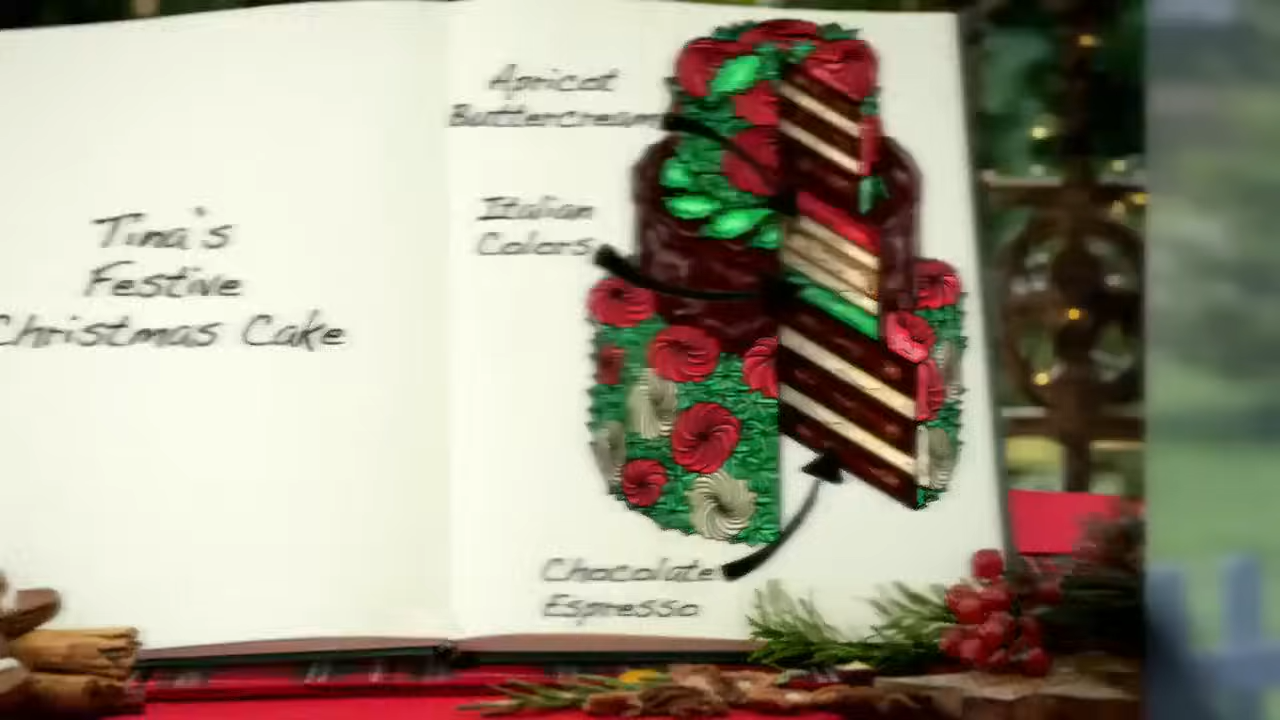 Tina's
Festive
Christmas Cake
Apricot
Buttercream
Italian
Colors
Chocolate
Espresso